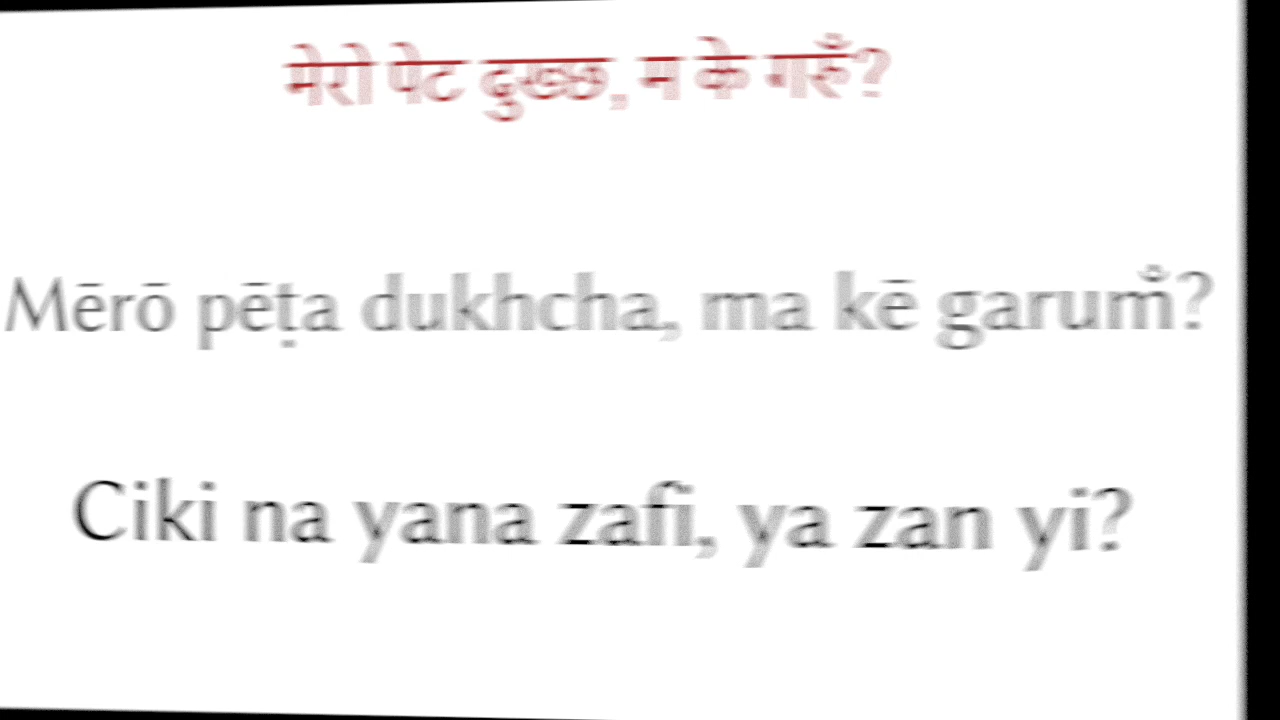 मेरो पेट दुख्छ, म के गरुँ?
Mērō pēṭa dukhcha, ma kē garum̐?
Ciki na yana zafi, ya zan yi?